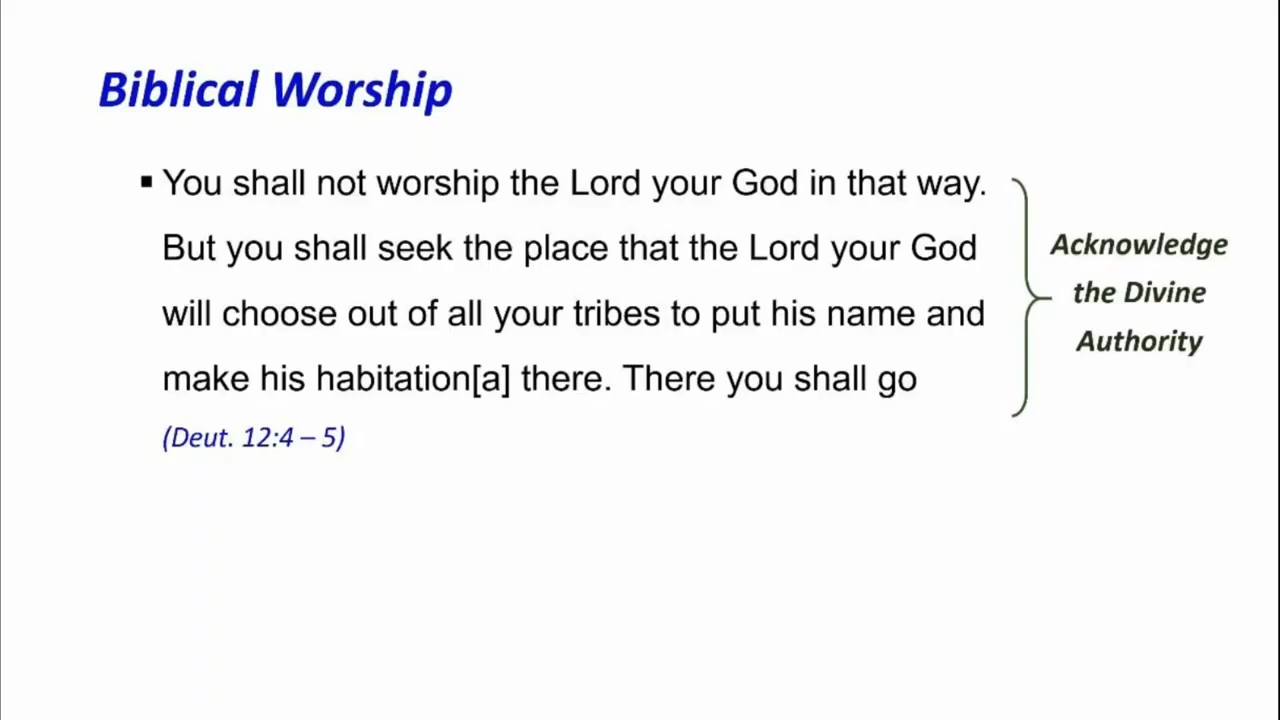 Biblical Worship
▪ You shall not worship the Lord your God in that way.
But you shall seek the place that the Lord your God
will choose out of all your tribes to put his name and
make his habitation[a] there. There you shall go
(Deut. 12:4 – 5)
Acknowledge
the Divine
Authority